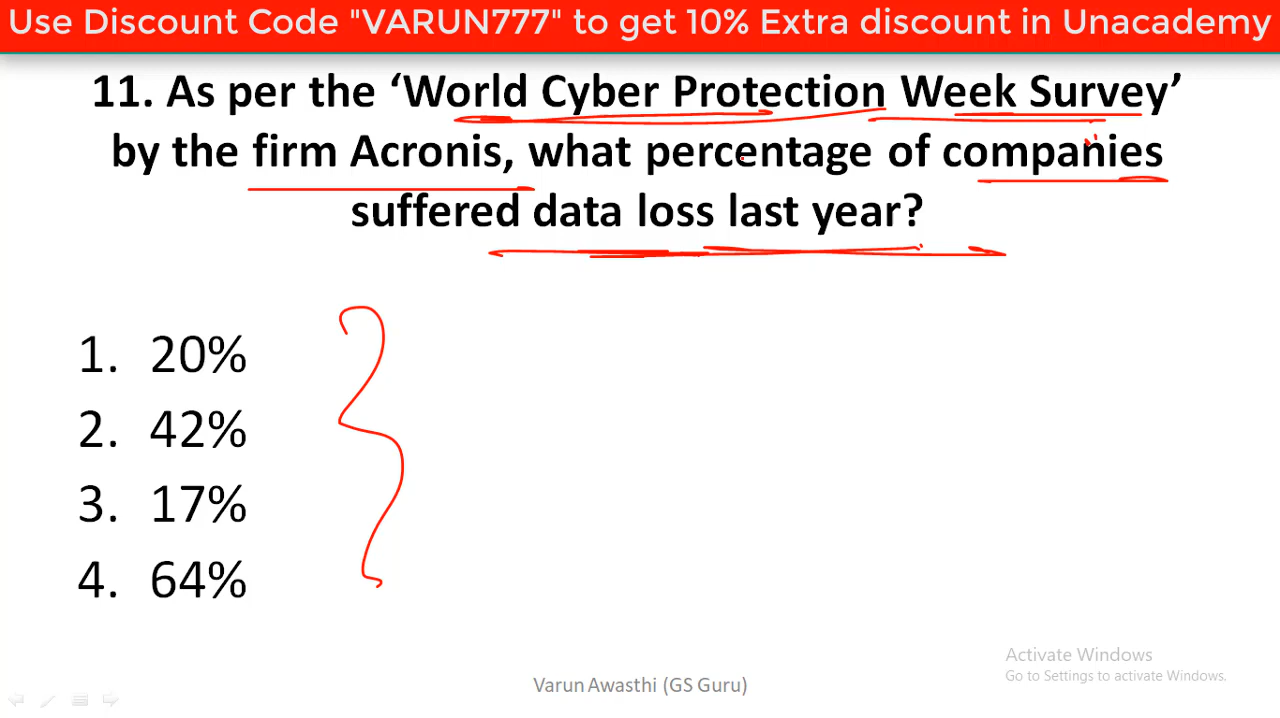 Use Discount Code "VARUN777" to get 10% Extra discount in Unacademy
11. As per the ‘World Cyber Protection Week Survey’
by the firm Acronis, what percentage of companies
suffered data loss last year?
1. 20%
2. 42%
3. 17%
4. 64%
Activate Windows
Go to Settings to activate Windows.
Varun Awasthi (GS Guru)